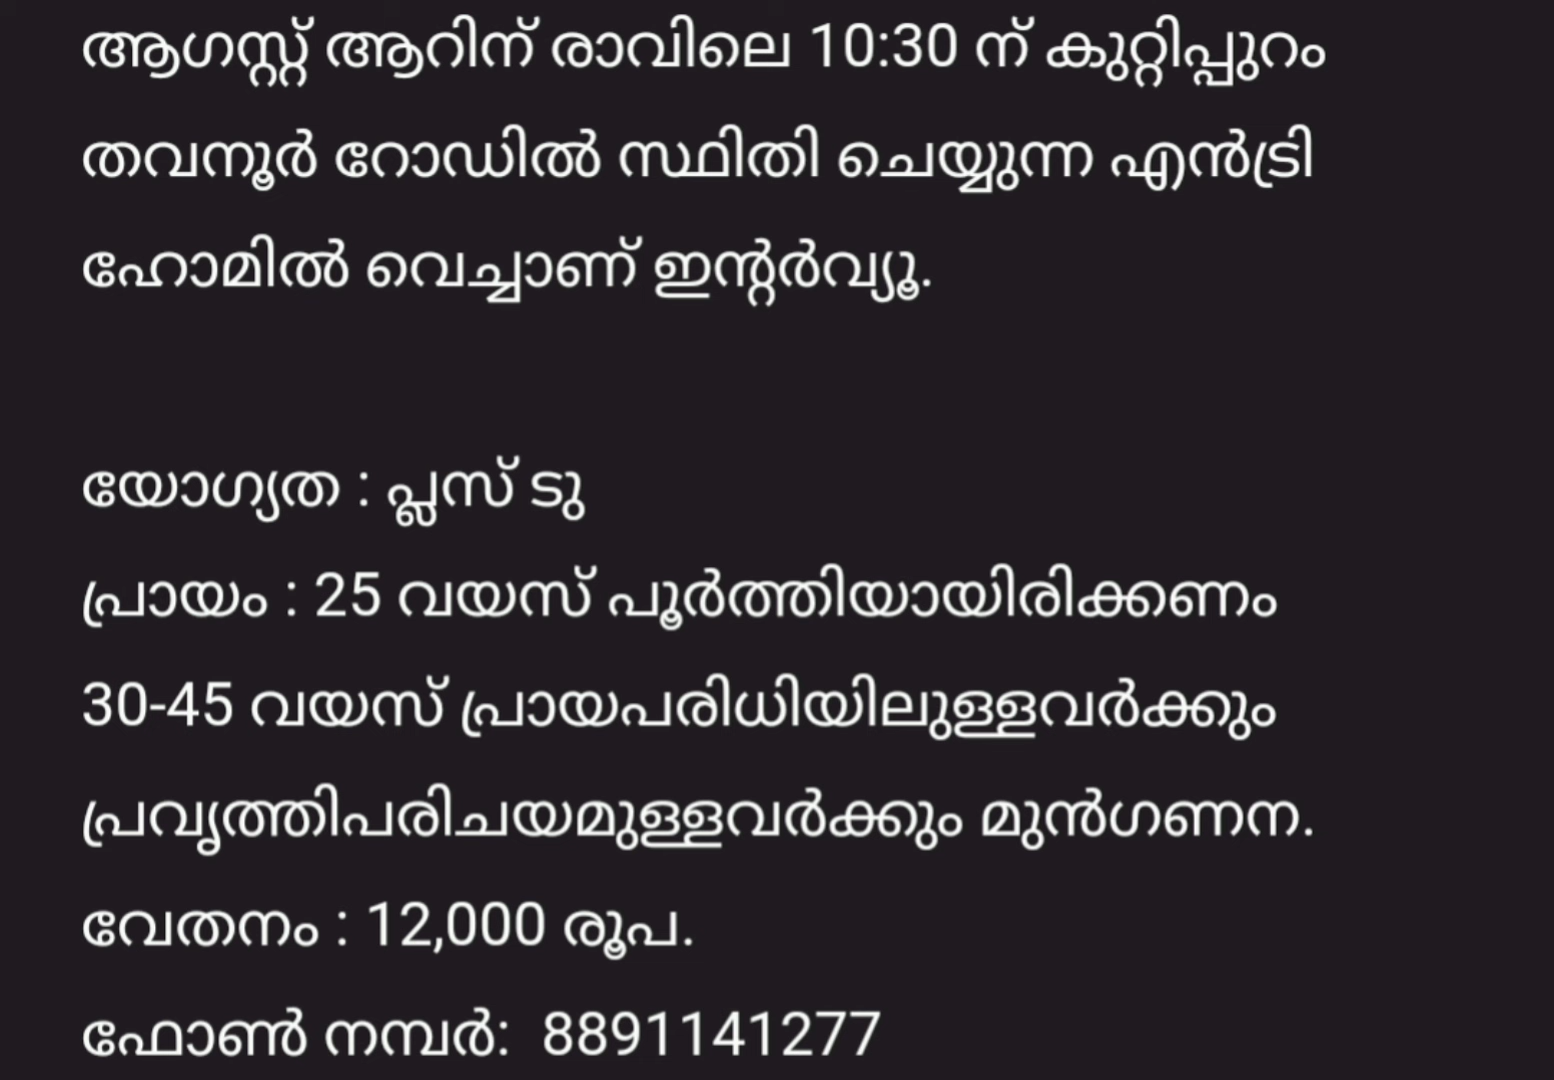 ആഗസ്റ്റ് ആറിന് രാവിലെ 10:30 ന് കുറ്റിപ്പുറം
തവനൂർ റോഡിൽ സ്ഥിതി ചെയ്യുന്ന എൻട്രി
ഹോമിൽ വെച്ചാണ് ഇന്റർവ്യൂ.
യോഗ്യത : പ്ലസ് ടു
പ്രായം : 25 വയസ് പൂർത്തിയായിരിക്കണം
30-45 വയസ് പ്രായപരിധിയിലുള്ളവർക്കും
പ്രവൃത്തിപരിചയമുള്ളവർക്കും മുൻഗണന.
വേതനം : 12,000 രൂപ.
ഫോൺ നമ്പർ: 8891141277